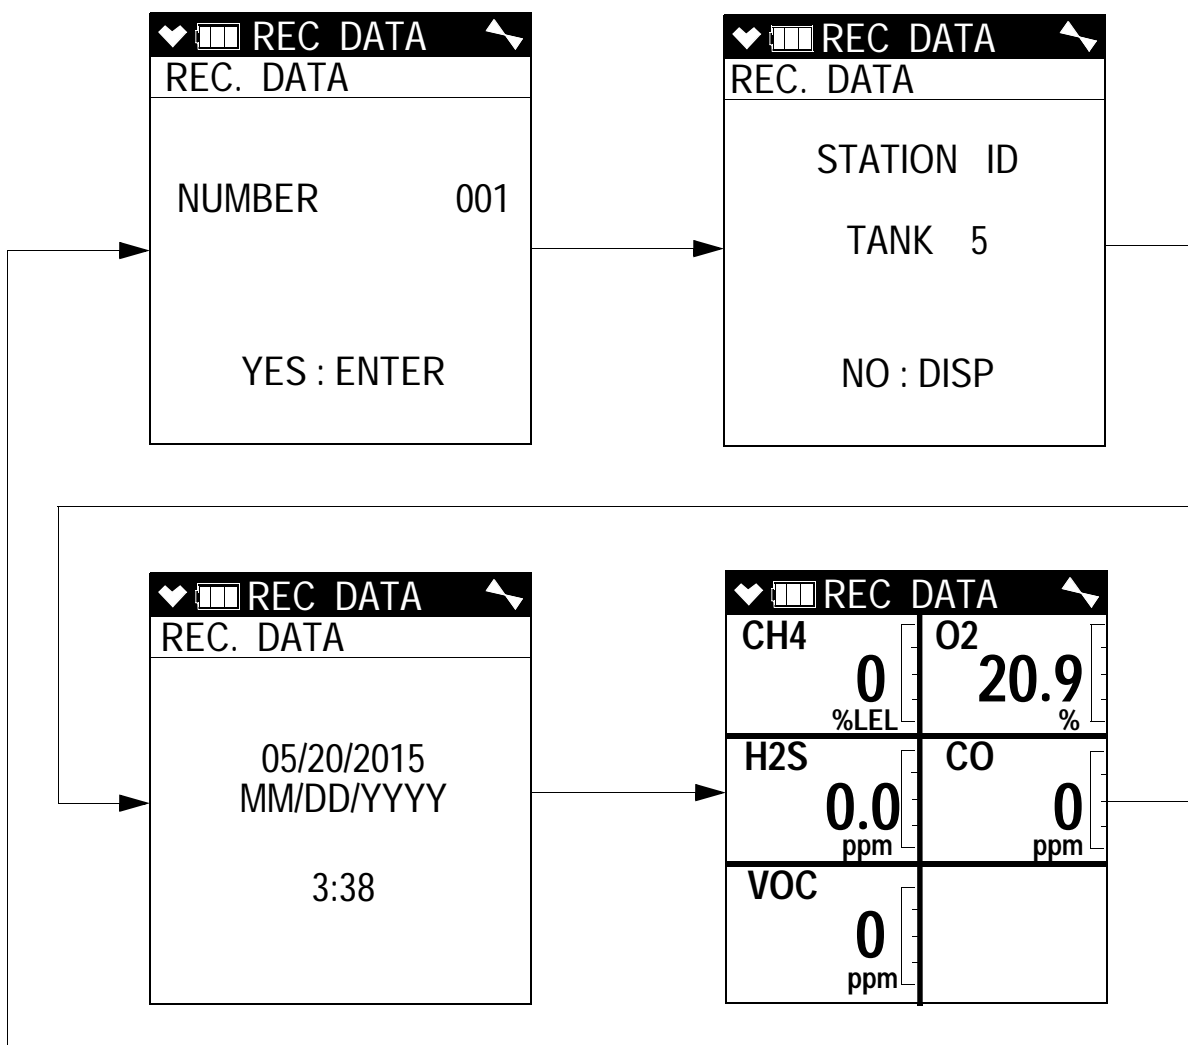 REC DATA
REC. DATA
NUMBER 001
YES : ENTER
REC DATA
REC. DATA
STATION ID
TANK 5
NO : DISP
REC DATA
REC. DATA
05/20/2015
MM/DD/YYYY
3:38
REC DATA
CH4
0
%LEL
O2
20.9
%
H2S
0.0
ppm
CO
0
ppm
VOC
0
ppm